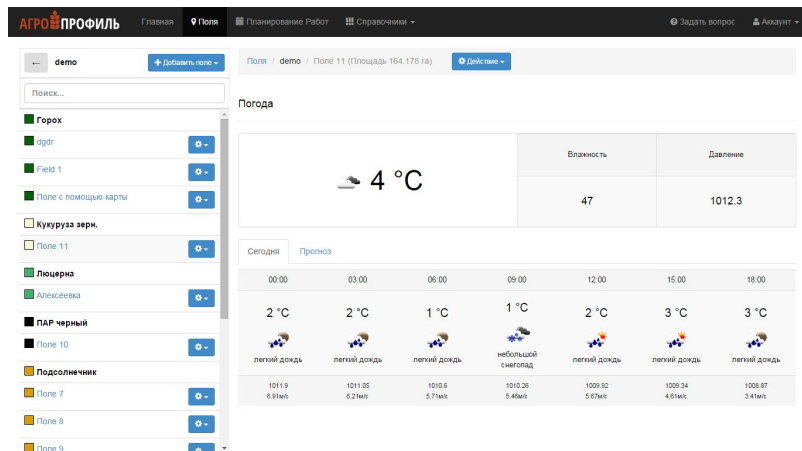 АГРО ПРОФИЛЬ Главная Поля Планирование Работ Справочники Задать вопрос Аккаунт
← demo Добавить поле
Поля / demo / Поле 11 (Площадь 164.178 га) Действие
Поиск...
Погода
Горох
dgdr
Field 1
Поле с помощью карты
Кукуруза зерн.
Поле 11
Люцерна
Алексеевка
ПАР черный
Поле 10
Подсолнечник
Поле 7
Поле 8
Поле 9
4 °C
Влажность Давление
47 1012.3
Сегодня Прогноз
00:00 03:00 06:00 09:00 12:00 15:00 18:00
2 °C 2 °C 1 °C 1 °C 2 °C 3 °C 3 °C
легкий дождь легкий дождь легкий дождь небольшой снегопад легкий дождь легкий дождь легкий дождь
1011.9 1011.05 1010.6 1010.26 1009.92 1009.34 1008.87
6.91м/с 6.21м/с 5.71м/с 5.46м/с 5.67м/с 4.61м/с 3.41м/с